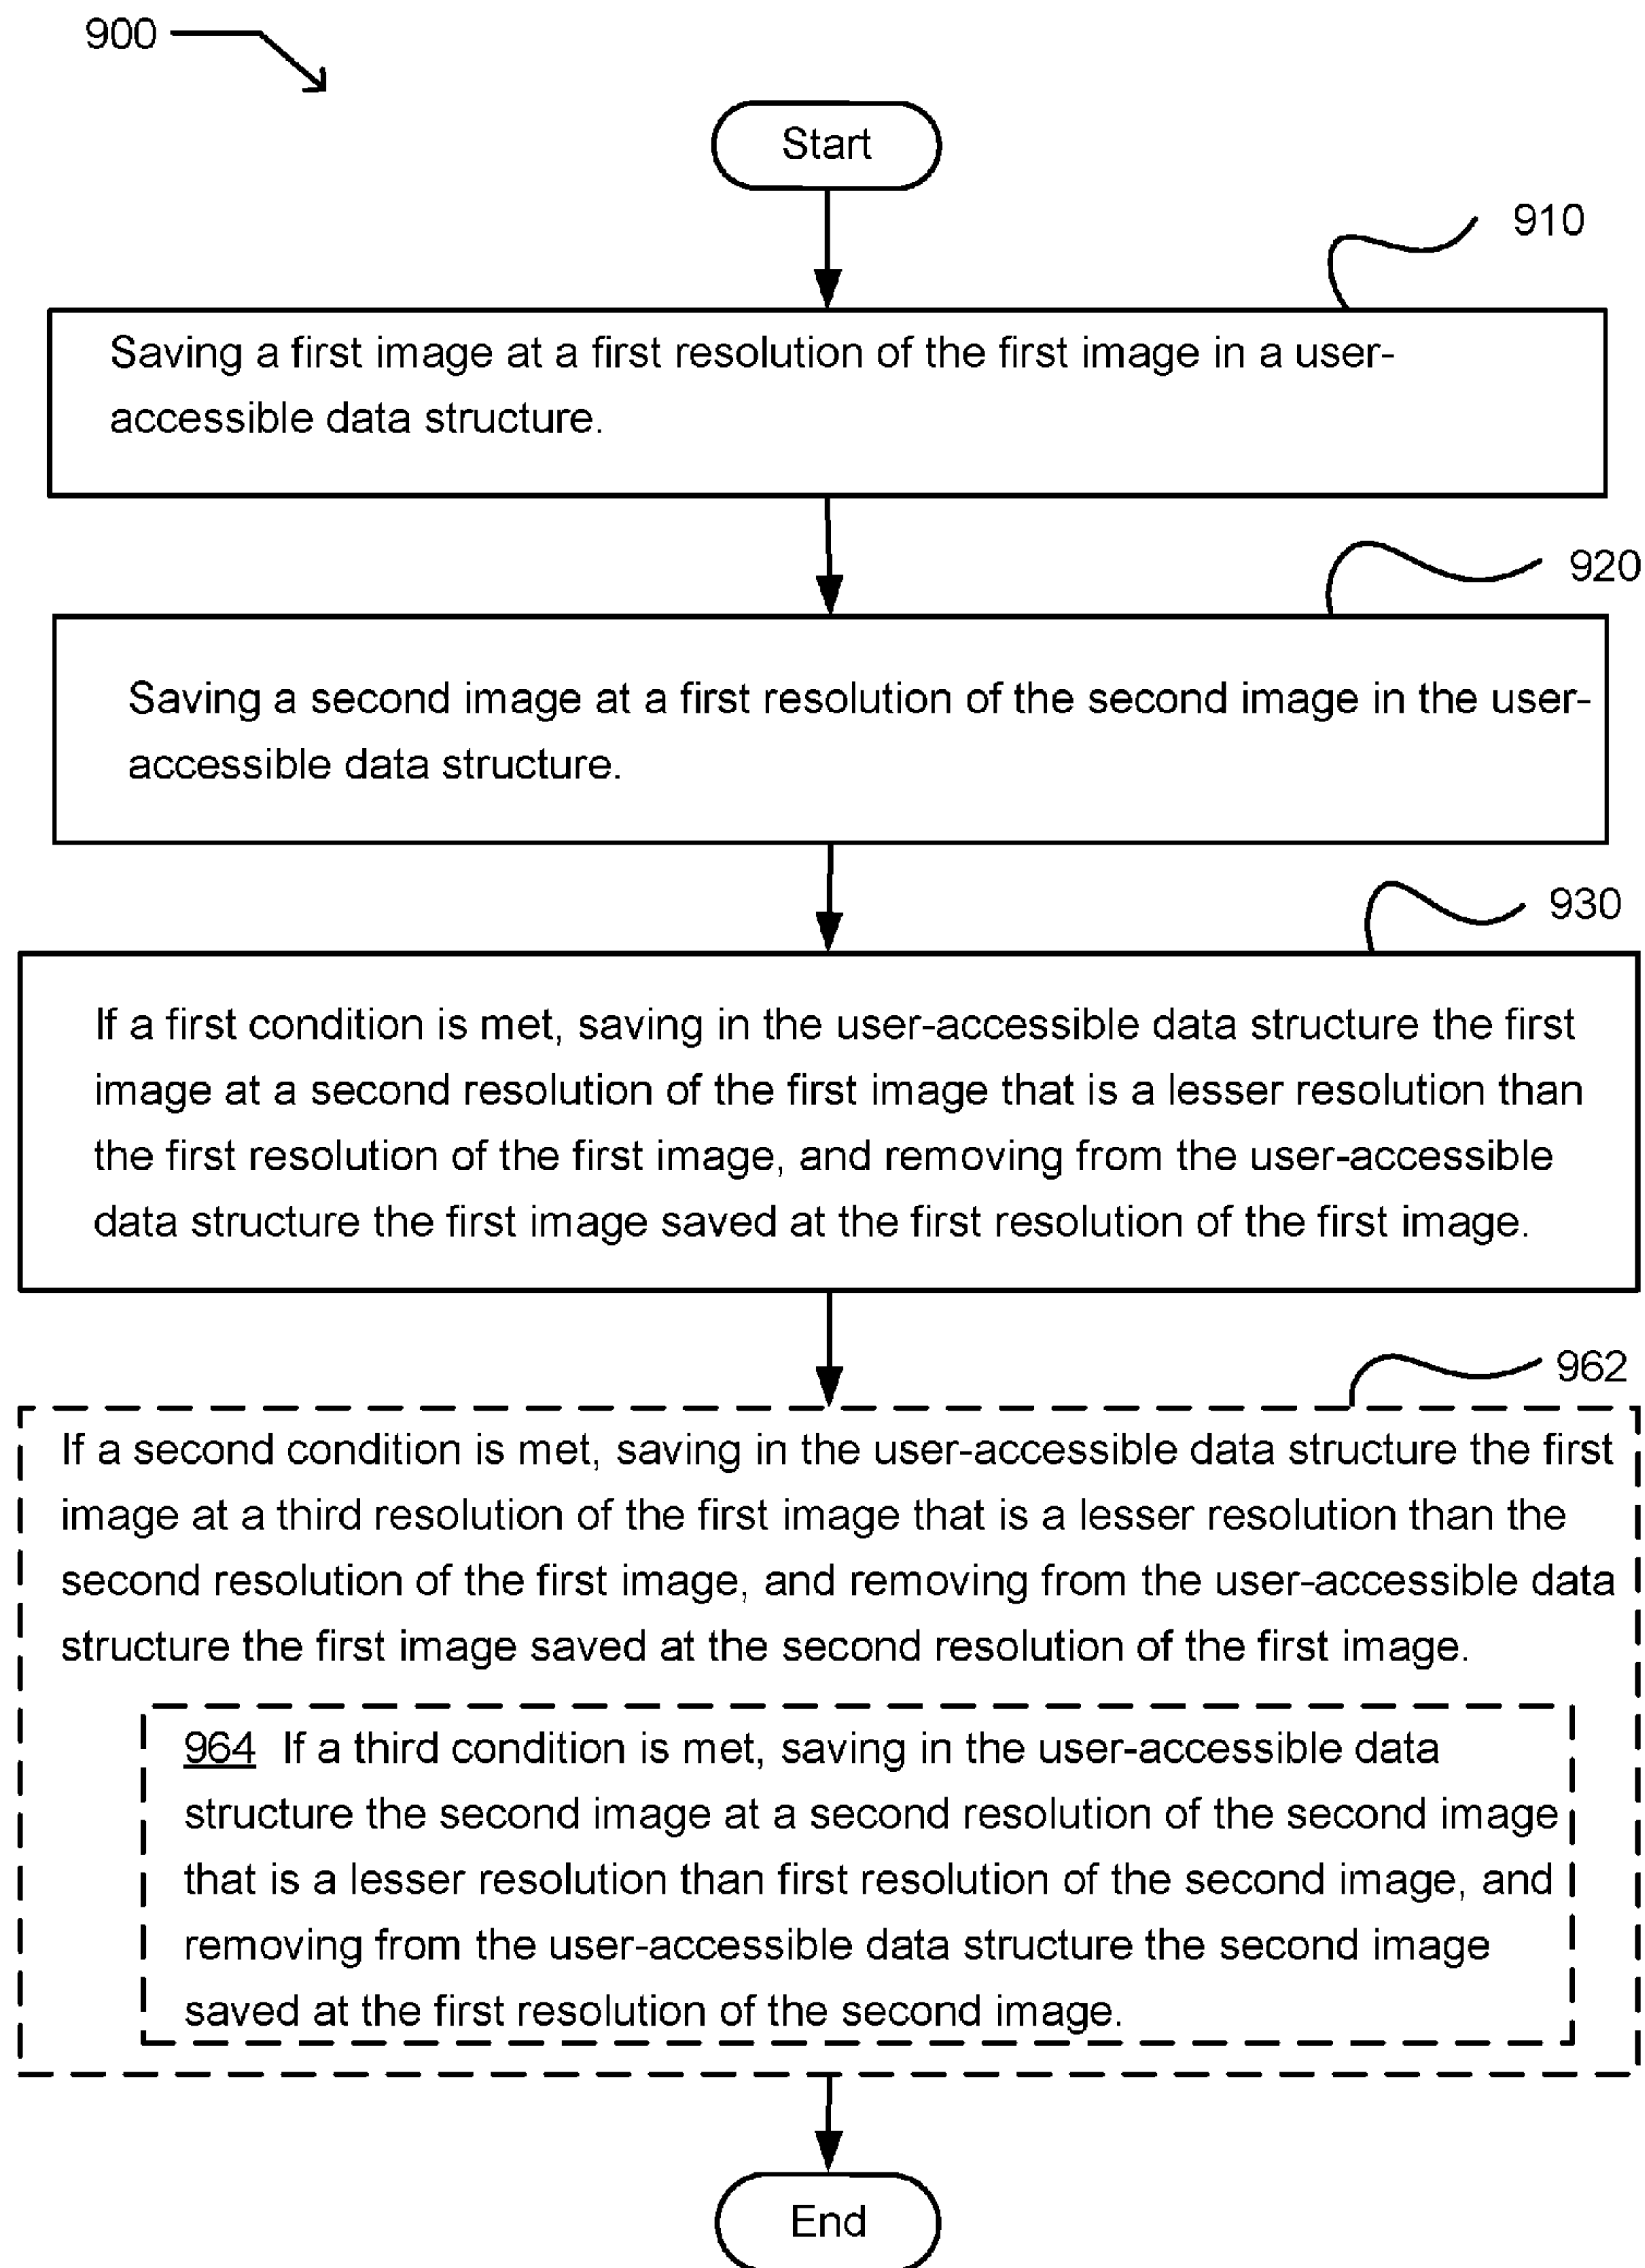 900
Start
910
Saving a first image at a first resolution of the first image in a user-
accessible data structure.
920
Saving a second image at a first resolution of the second image in the user-
accessible data structure.
930
If a first condition is met, saving in the user-accessible data structure the first
image at a second resolution of the first image that is a lesser resolution than
the first resolution of the first image, and removing from the user-accessible
data structure the first image saved at the first resolution of the first image.
962
If a second condition is met, saving in the user-accessible data structure the first
image at a third resolution of the first image that is a lesser resolution than the
second resolution of the first image, and removing from the user-accessible data
structure the first image saved at the second resolution of the first image.
964 If a third condition is met, saving in the user-accessible data
structure the second image at a second resolution of the second image
that is a lesser resolution than first resolution of the second image, and
removing from the user-accessible data structure the second image
saved at the first resolution of the second image.
End